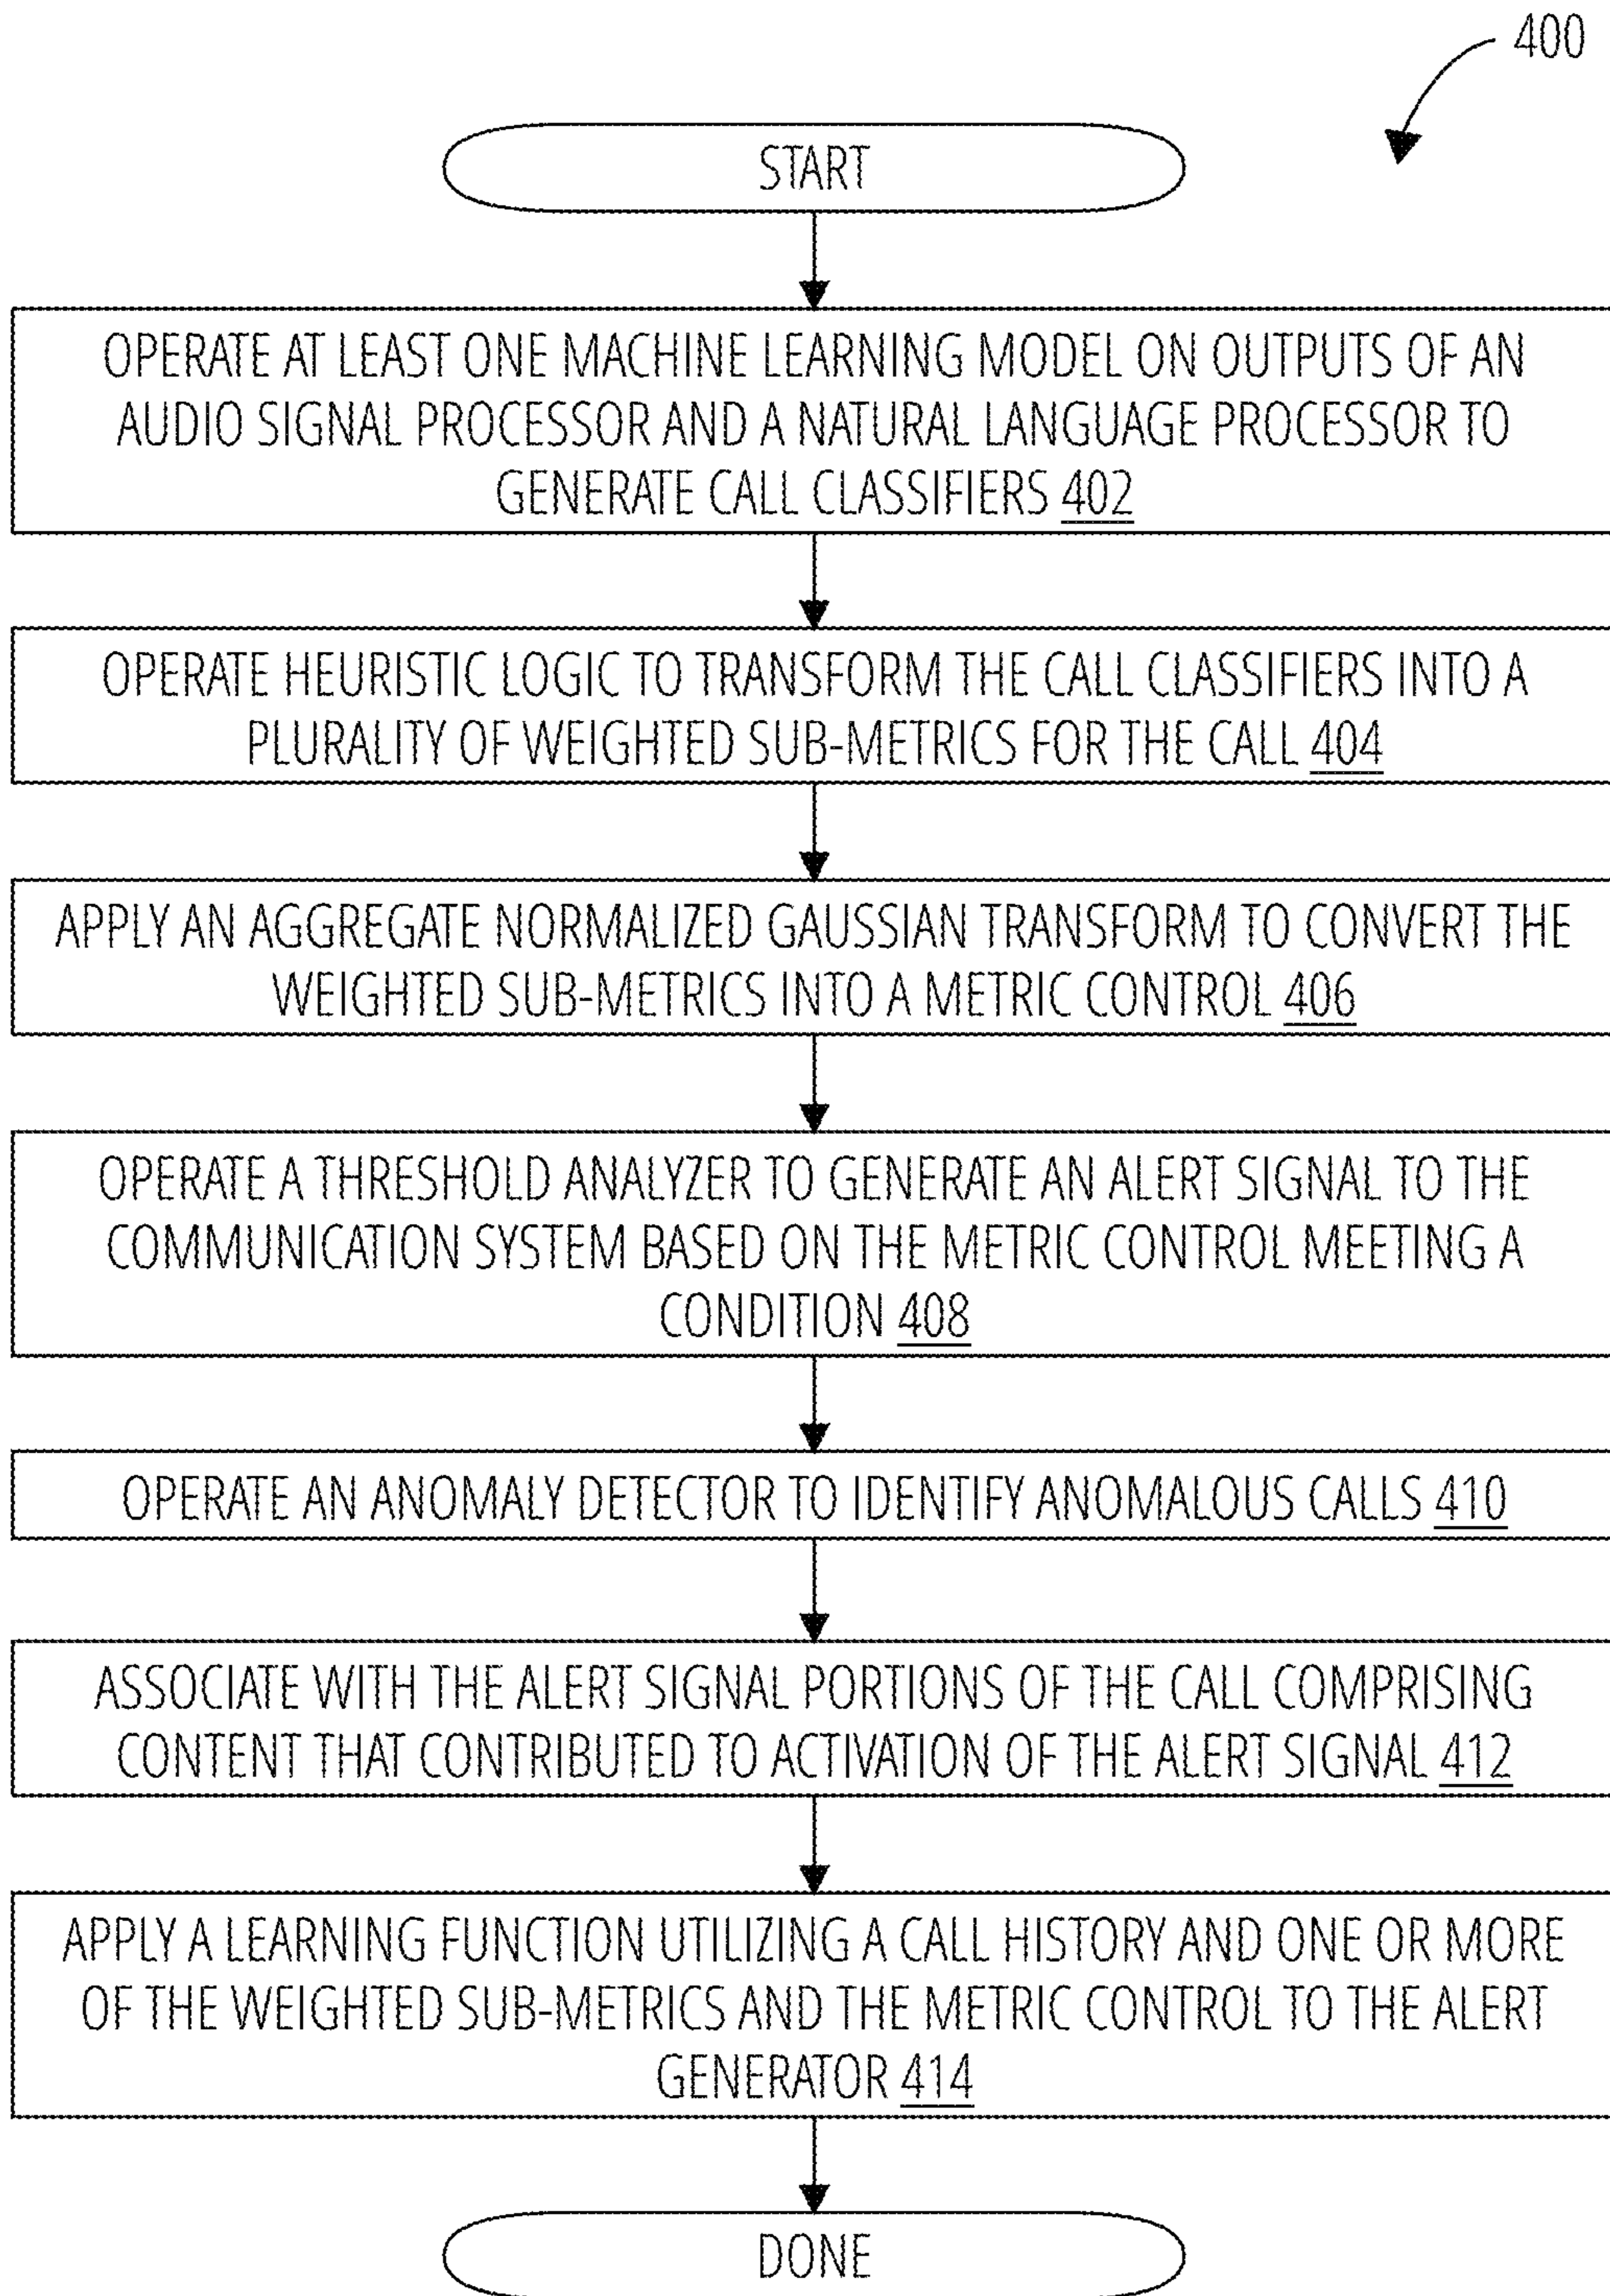 400
START
OPERATE AT LEAST ONE MACHINE LEARNING MODEL ON OUTPUTS OF AN
AUDIO SIGNAL PROCESSOR AND A NATURAL LANGUAGE PROCESSOR TO
GENERATE CALL CLASSIFIERS 402
OPERATE HEURISTIC LOGIC TO TRANSFORM THE CALL CLASSIFIERS INTO A
PLURALITY OF WEIGHTED SUB-METRICS FOR THE CALL 404
APPLY AN AGGREGATE NORMALIZED GAUSSIAN TRANSFORM TO CONVERT THE
WEIGHTED SUB-METRICS INTO A METRIC CONTROL 406
OPERATE A THRESHOLD ANALYZER TO GENERATE AN ALERT SIGNAL TO THE
COMMUNICATION SYSTEM BASED ON THE METRIC CONTROL MEETING A
CONDITION 408
OPERATE AN ANOMALY DETECTOR TO IDENTIFY ANOMALOUS CALLS 410
ASSOCIATE WITH THE ALERT SIGNAL PORTIONS OF THE CALL COMPRISING
CONTENT THAT CONTRIBUTED TO ACTIVATION OF THE ALERT SIGNAL 412
APPLY A LEARNING FUNCTION UTILIZING A CALL HISTORY AND ONE OR MORE
OF THE WEIGHTED SUB-METRICS AND THE METRIC CONTROL TO THE ALERT
GENERATOR 414
DONE